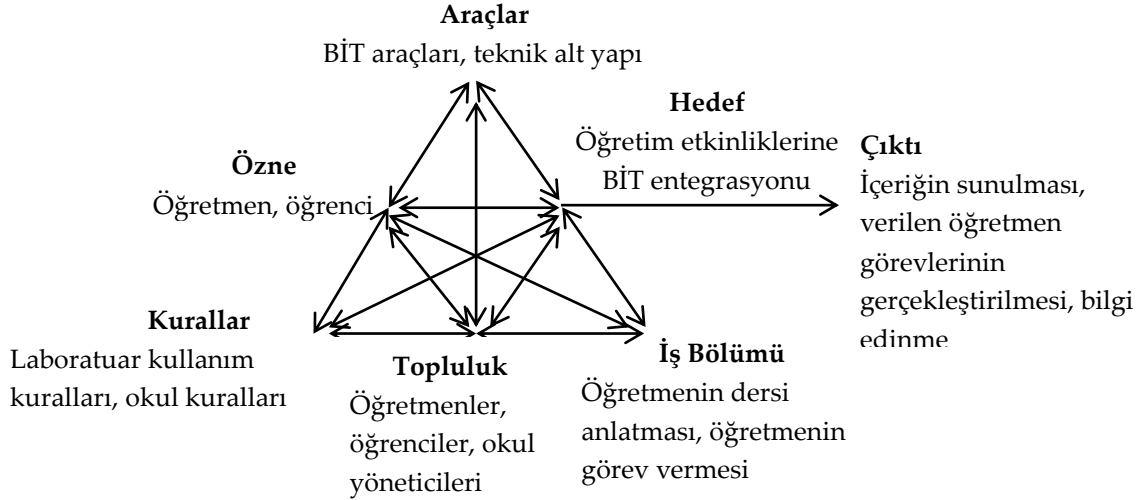 Araçlar
BİT araçları, teknik alt yapı
Hedef
Öğretim etkinliklerine
BİT entegrasyonu
Çıktı
İçeriğin sunulması,
verilen öğretmen
görevlerinin
gerçekleştirilmesi, bilgi
edinme
Özne
Öğretmen, öğrenci
Kurallar
Laboratuar kullanım
kuralları, okul kuralları
Topluluk
Öğretmenler,
öğrenciler, okul
yöneticileri
İş Bölümü
Öğretmenin dersi
anlatması, öğretmenin
görev vermesi